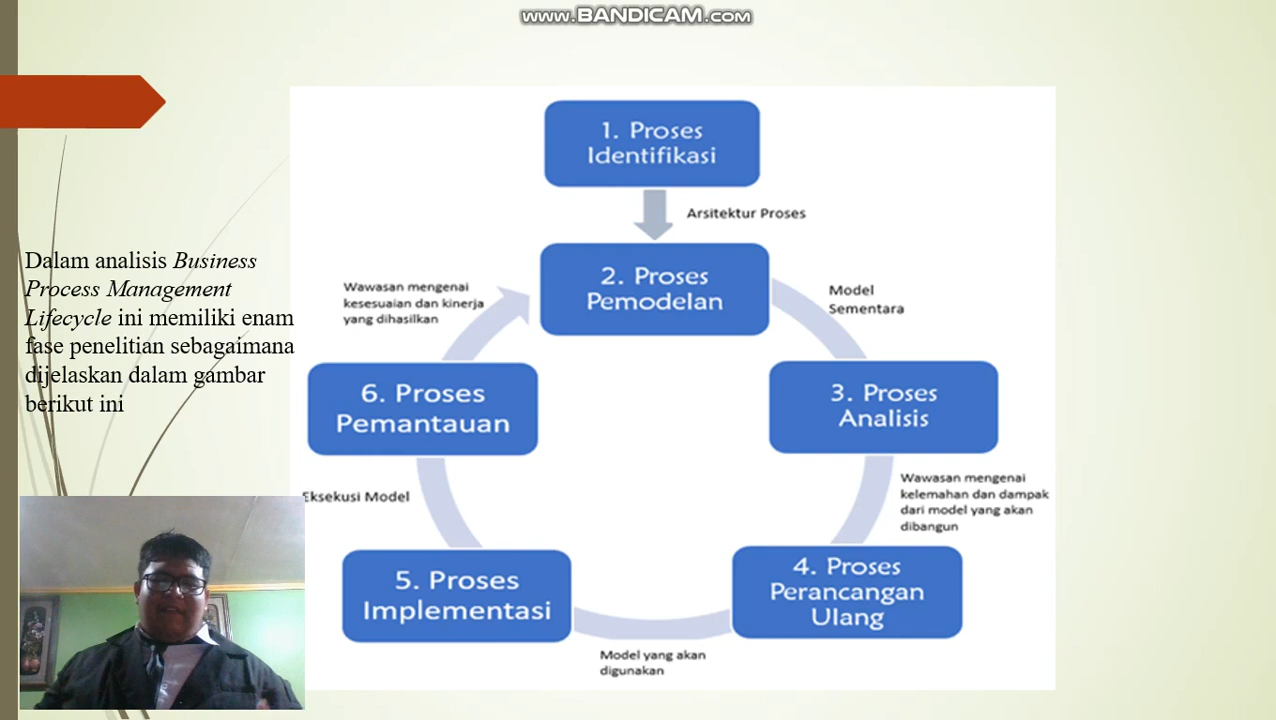 www.BANDICAM.com
Dalam analisis Business
Process Management
Lifecycle ini memiliki enam
fase penelitian sebagaimana
dijelaskan dalam gambar
berikut ini
1. Proses
Identifikasi
Arsitektur Proses
2. Proses
Pemodelan
Model
Sementara
3. Proses
Analisis
Wawasan mengenai
kelemahan dan dampak
dari model yang akan
dibangun
4. Proses
Perancangan
Ulang
Model yang akan
digunakan
5. Proses
Implementasi
Eksekusi Model
6. Proses
Pemantauan
Wawasan mengenai
kesesuaian dan kinerja
yang dihasilkan